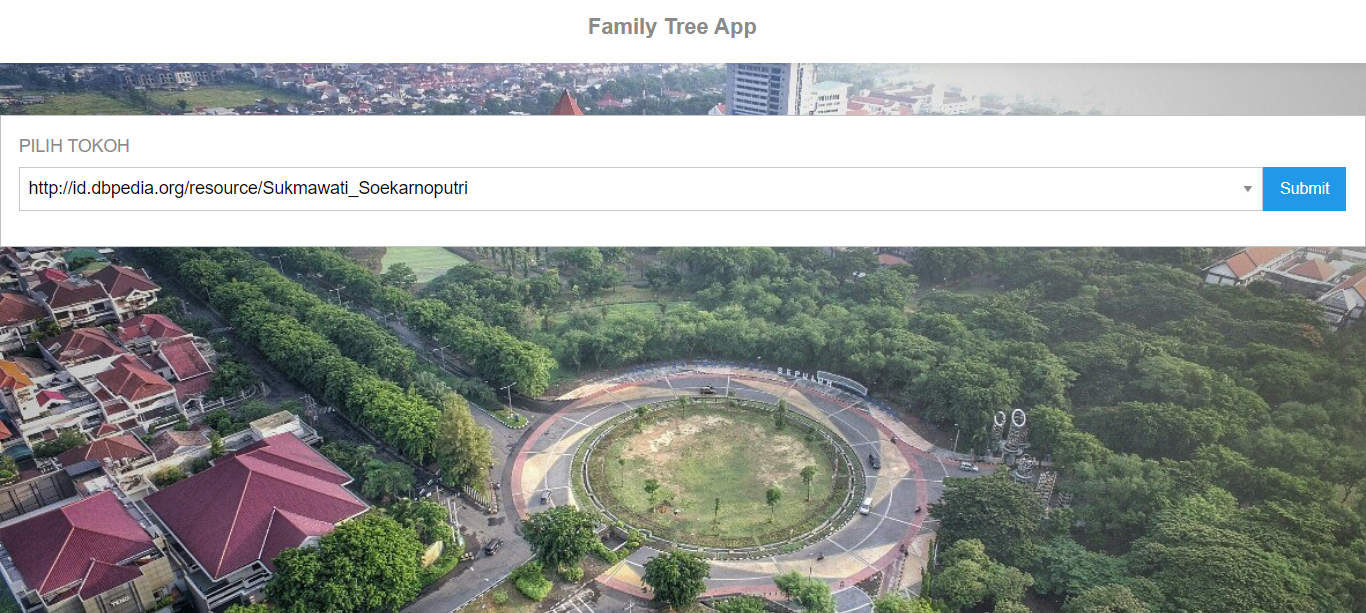 Family Tree App
PILIH TOKOH
http://id.dbpedia.org/resource/Sukmawati_Soekarnoputri
Submit